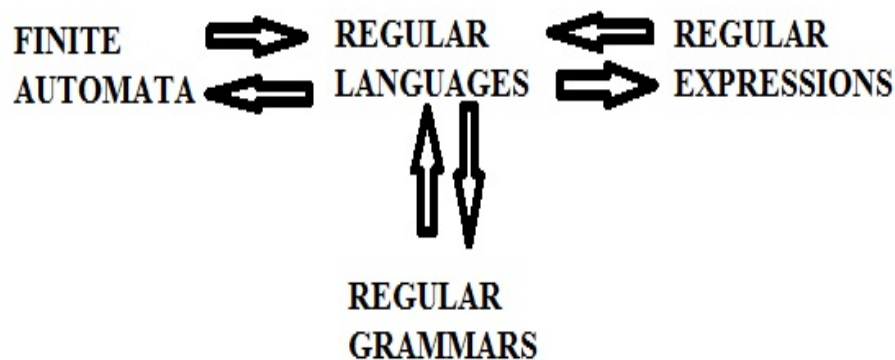 FINITE
AUTOMATA
REGULAR
LANGUAGES
REGULAR
EXPRESSIONS
REGULAR
GRAMMARS